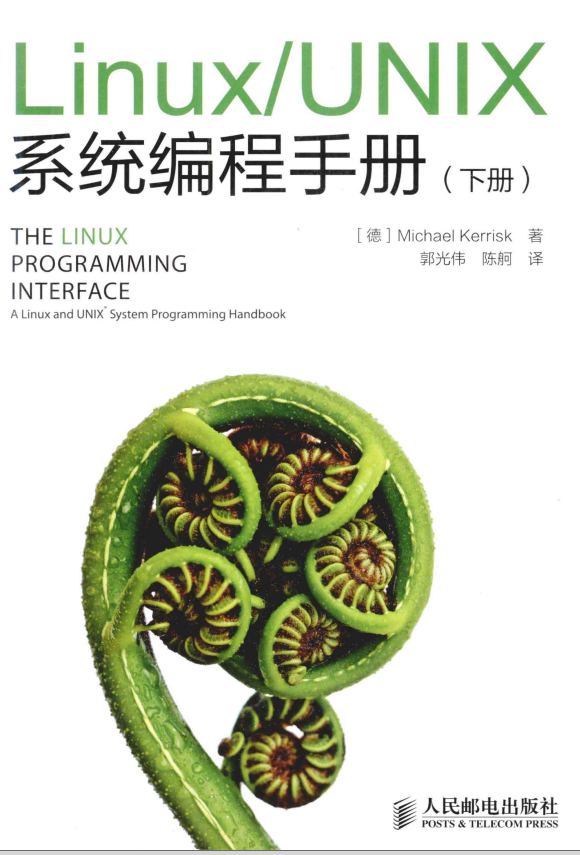 Linux/UNIX
系统编程手册（下册）
THE LINUX
PROGRAMMING
INTERFACE
A Linux and UNIX® System Programming Handbook
［德］Michael Kerrisk 著
郭光伟 陈舸 译
人民邮电出版社
POSTS & TELECOM PRESS